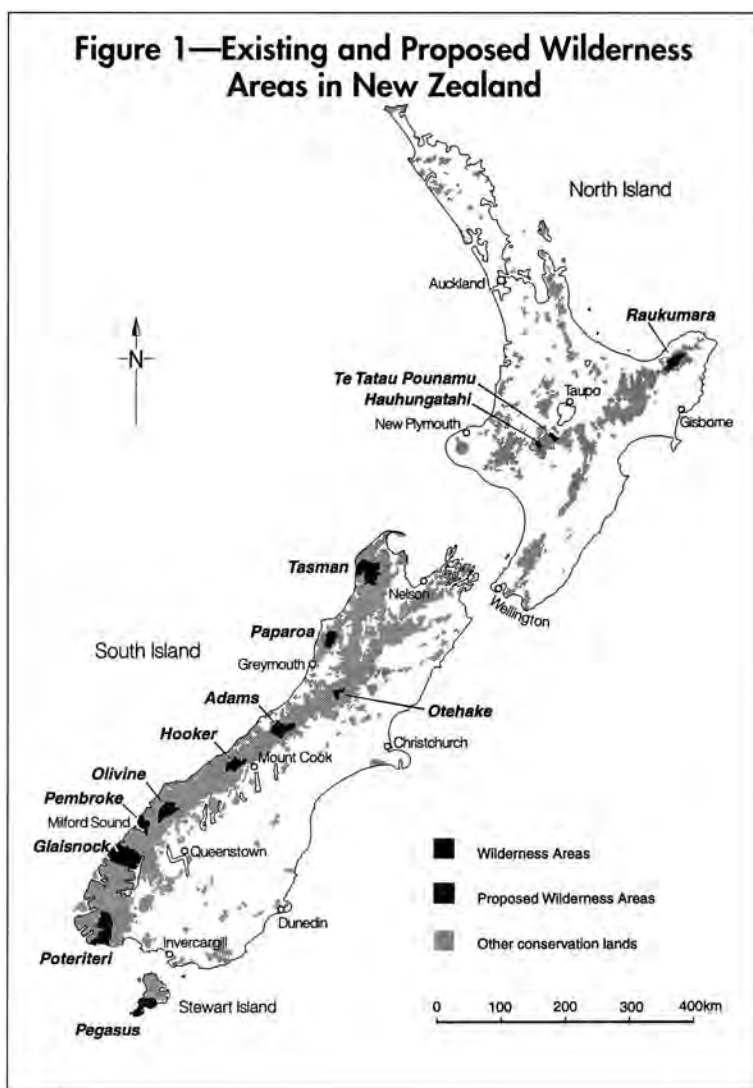 Figure 1—Existing and Proposed Wilderness
Areas in New Zealand
North Island
Auckland
Raukumara
N
Te Tatau Pounamu
Taupo
Hauhungatahi
New Plymouth
Gisborne
Tasman
Nelson
Wellington
Paparoa
South Island
Greymouth
Adams
Otehake
Hooker
Christchurch
Mount Cook
Olivine
Pembroke
Milford Sound
Glaisnock
Queenstown
Wilderness Areas
Proposed Wilderness Areas
Dunedin
Other conservation lands
Invercargill
Poteriteri
Stewart Island
Pegasus
0 100 200 300 400km